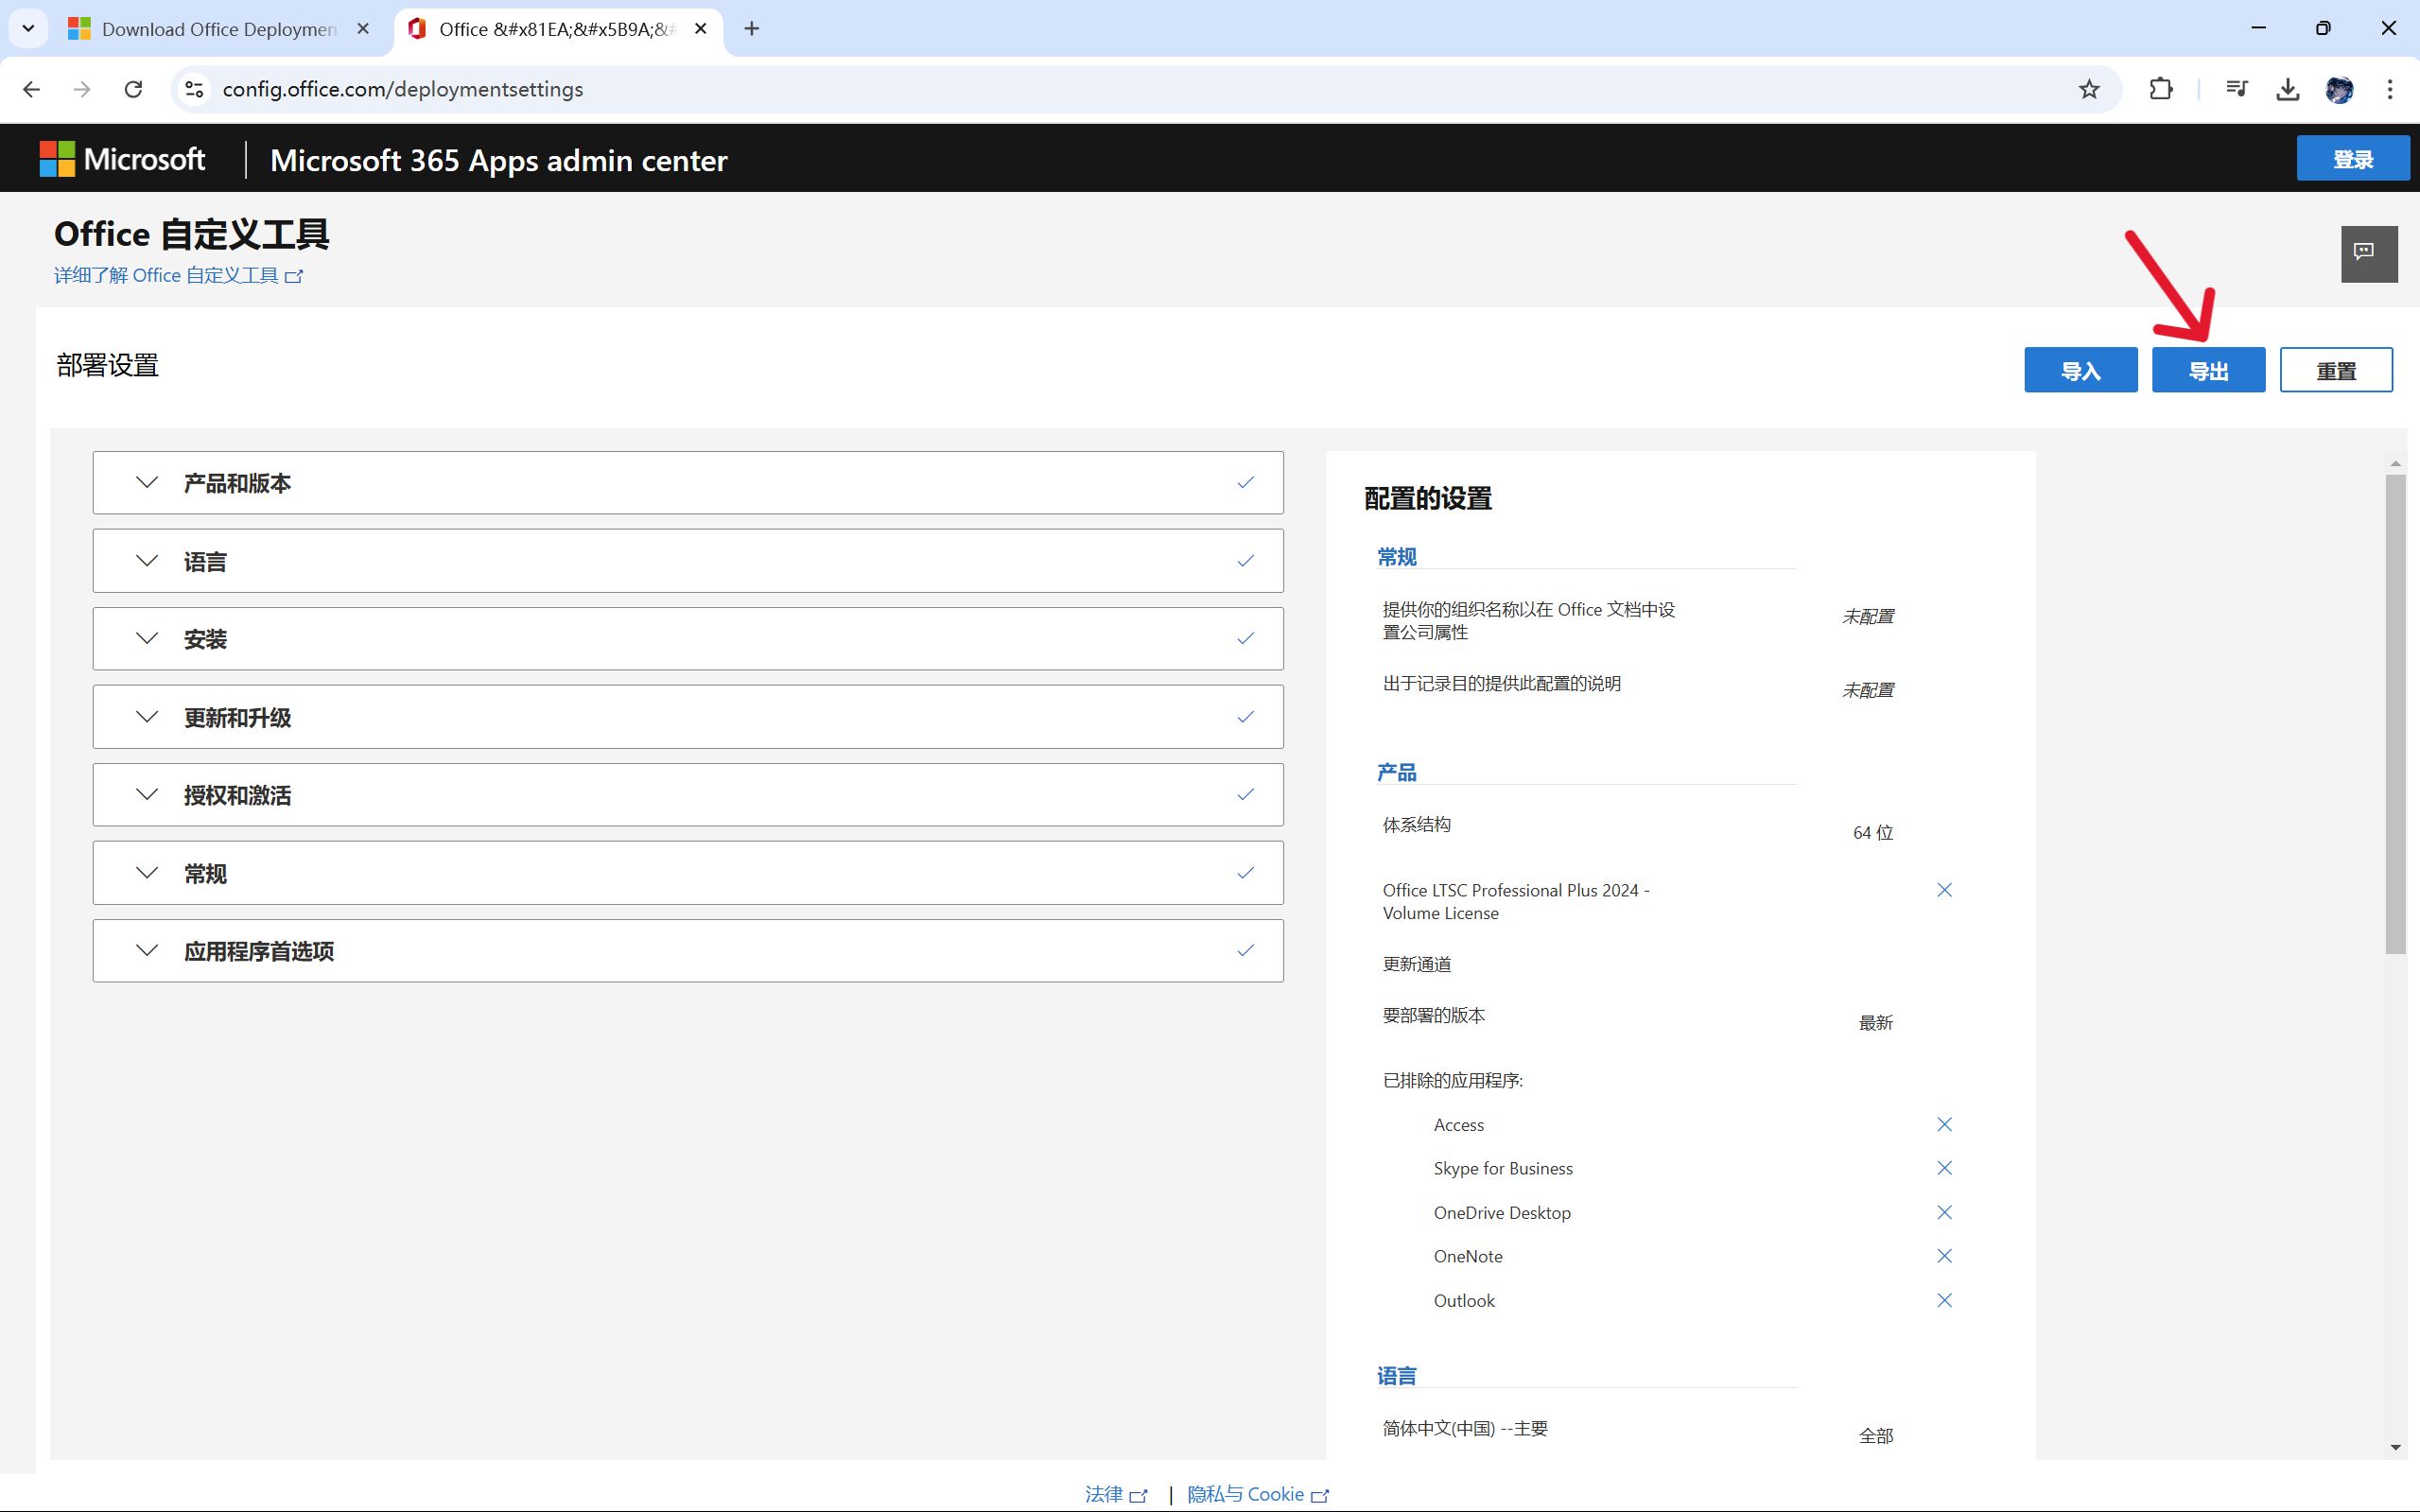 Download Office Deploymen
Office &#x81EA;&#x5B9A;&#
config.office.com/deploymentsettings
Microsoft
Microsoft 365 Apps admin center
登录
Office 自定义工具
详细了解 Office 自定义工具
部署设置
导入
导出
重置
产品和版本
语言
安装
更新和升级
授权和激活
常规
应用程序首选项
配置的设置
常规
提供你的组织名称以在 Office 文档中设
置公司属性
未配置
出于记录目的提供此配置的说明
未配置
产品
体系结构
64 位
Office LTSC Professional Plus 2024 -
Volume License
更新通道
要部署的版本
最新
已排除的应用程序:
Access
Skype for Business
OneDrive Desktop
OneNote
Outlook
语言
简体中文(中国) --主要
全部
法律 | 隐私与 Cookie